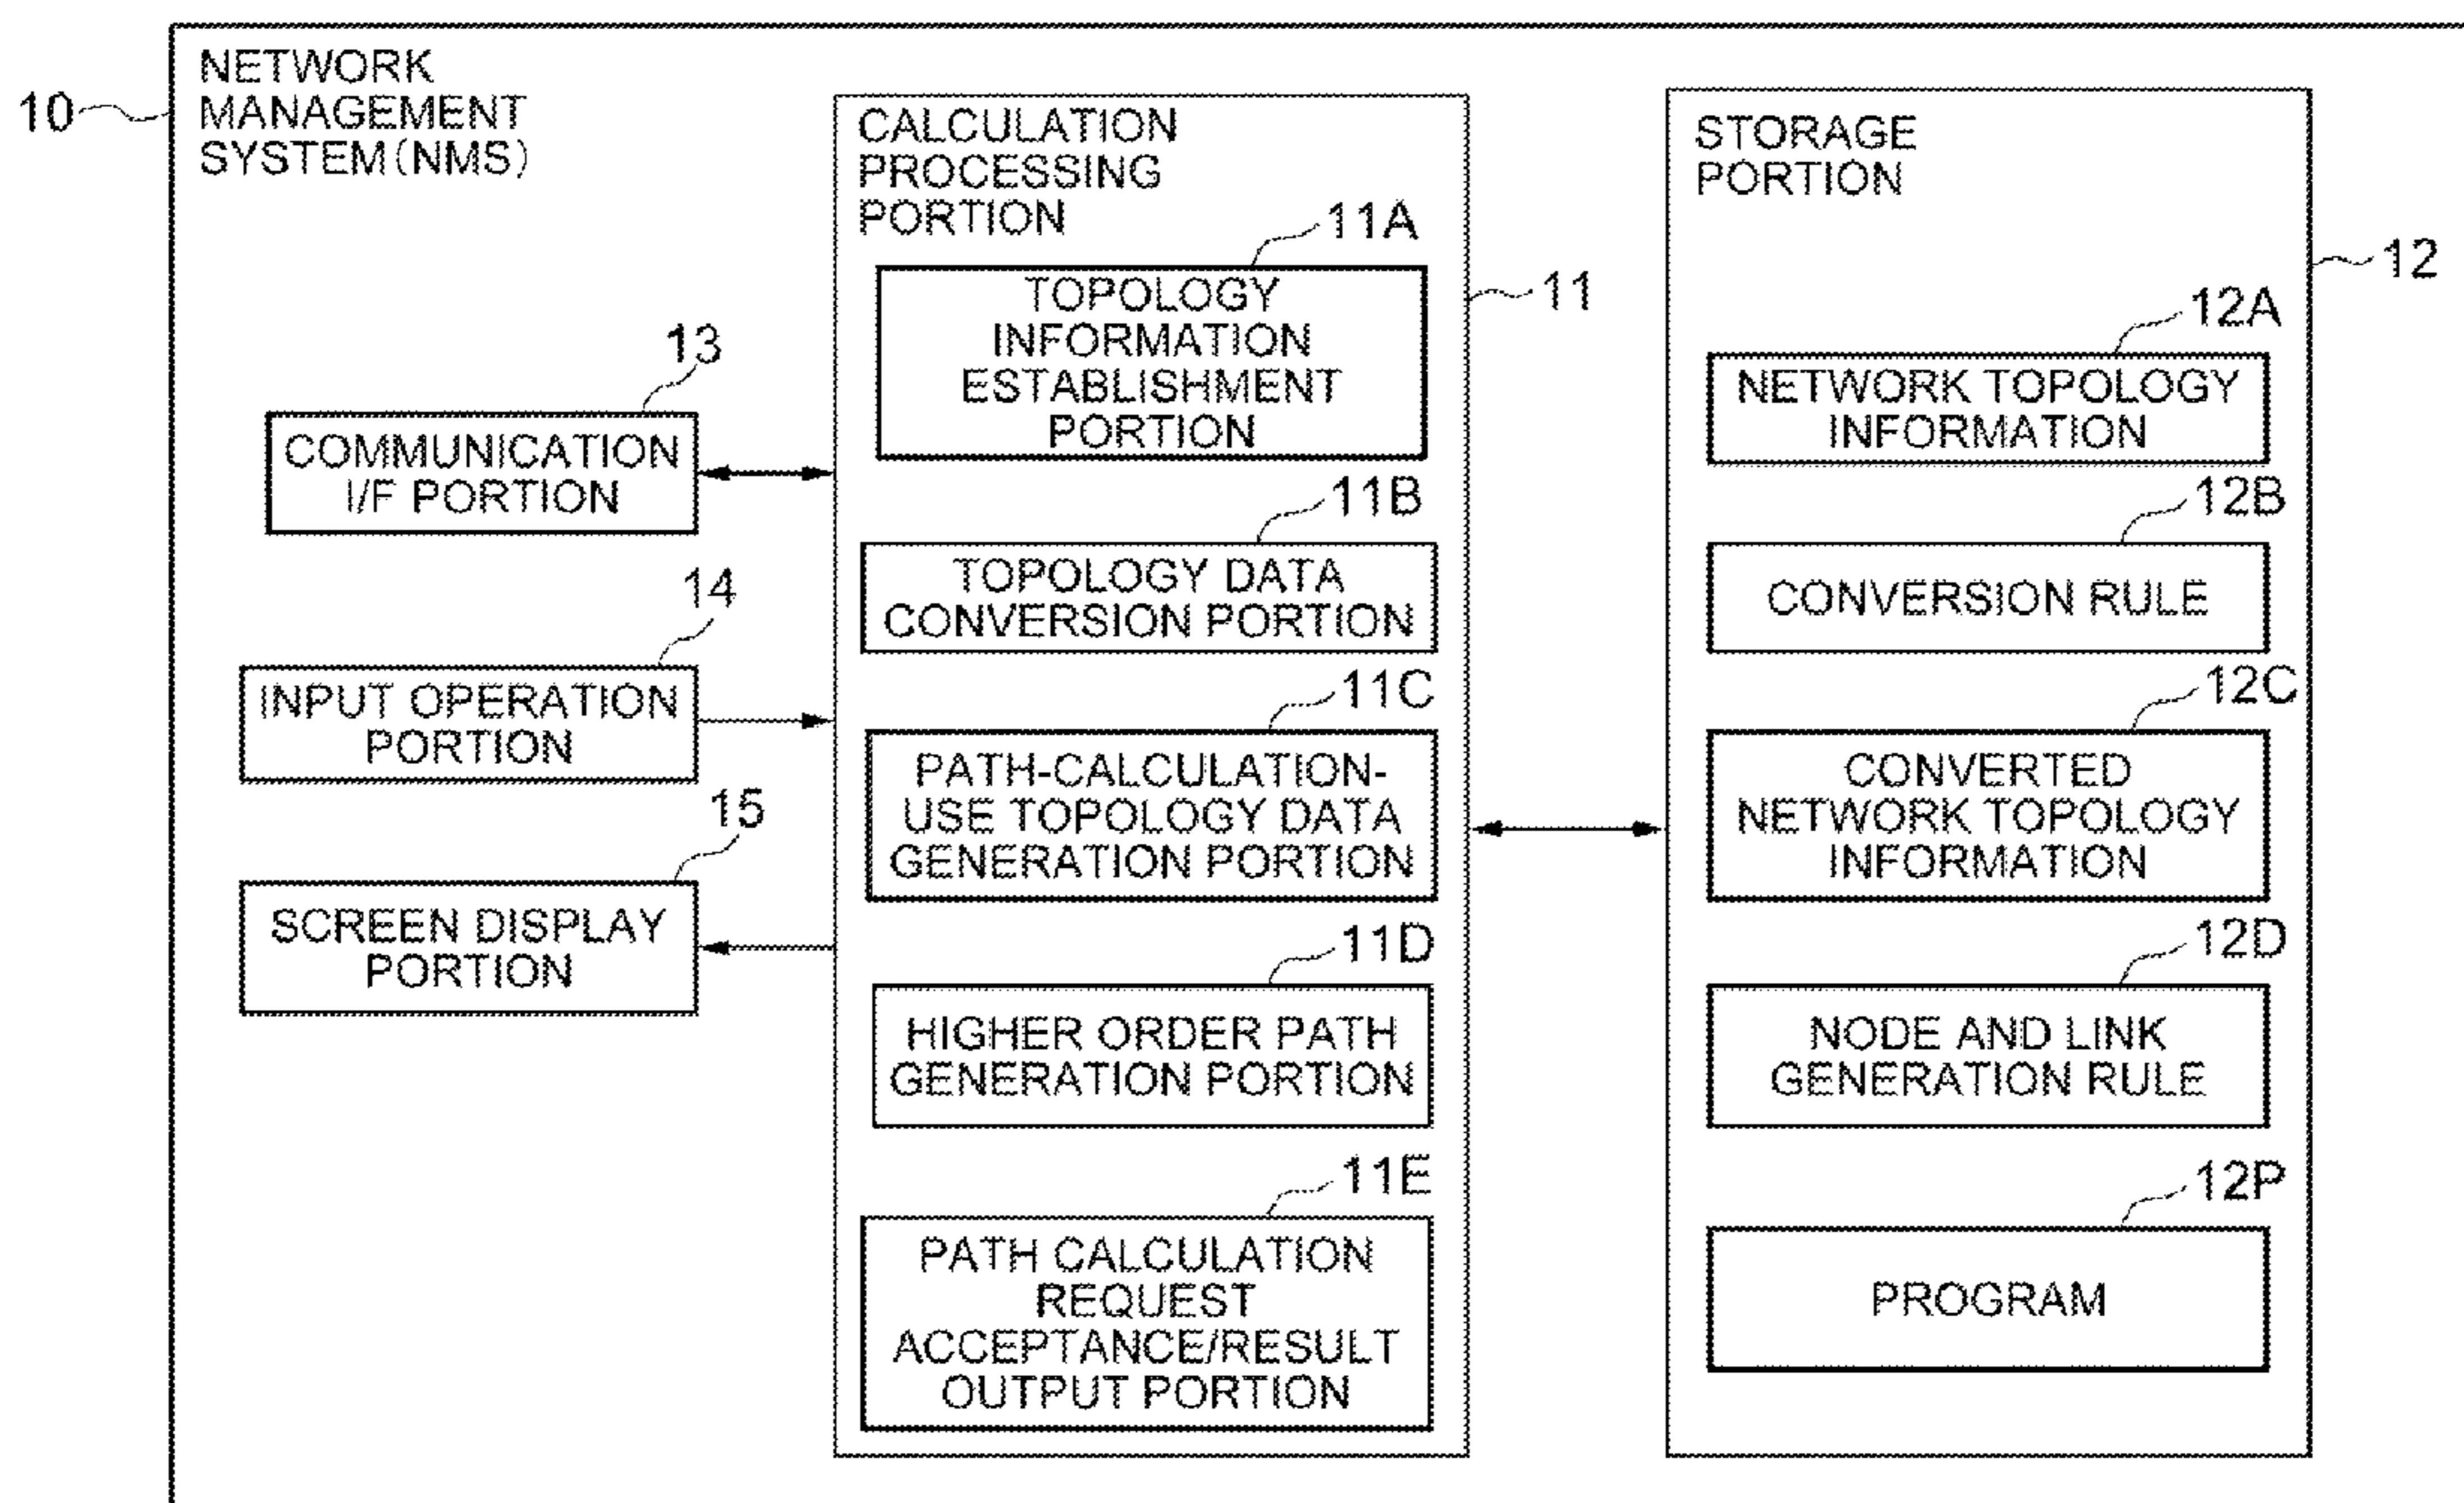 NETWORK
MANAGEMENT
SYSTEM(NMS)
10
CALCULATION
PROCESSING
PORTION
11
11A
TOPOLOGY
INFORMATION
ESTABLISHMENT
PORTION
11B
TOPOLOGY DATA
CONVERSION PORTION
11C
PATH-CALCULATION-
USE TOPOLOGY DATA
GENERATION PORTION
11D
HIGHER ORDER PATH
GENERATION PORTION
11E
PATH CALCULATION
REQUEST
ACCEPTANCE/RESULT
OUTPUT PORTION
13
COMMUNICATION
I/F PORTION
14
INPUT OPERATION
PORTION
15
SCREEN DISPLAY
PORTION
STORAGE
PORTION
12
12A
NETWORK TOPOLOGY
INFORMATION
12B
CONVERSION RULE
12C
CONVERTED
NETWORK TOPOLOGY
INFORMATION
12D
NODE AND LINK
GENERATION RULE
12P
PROGRAM